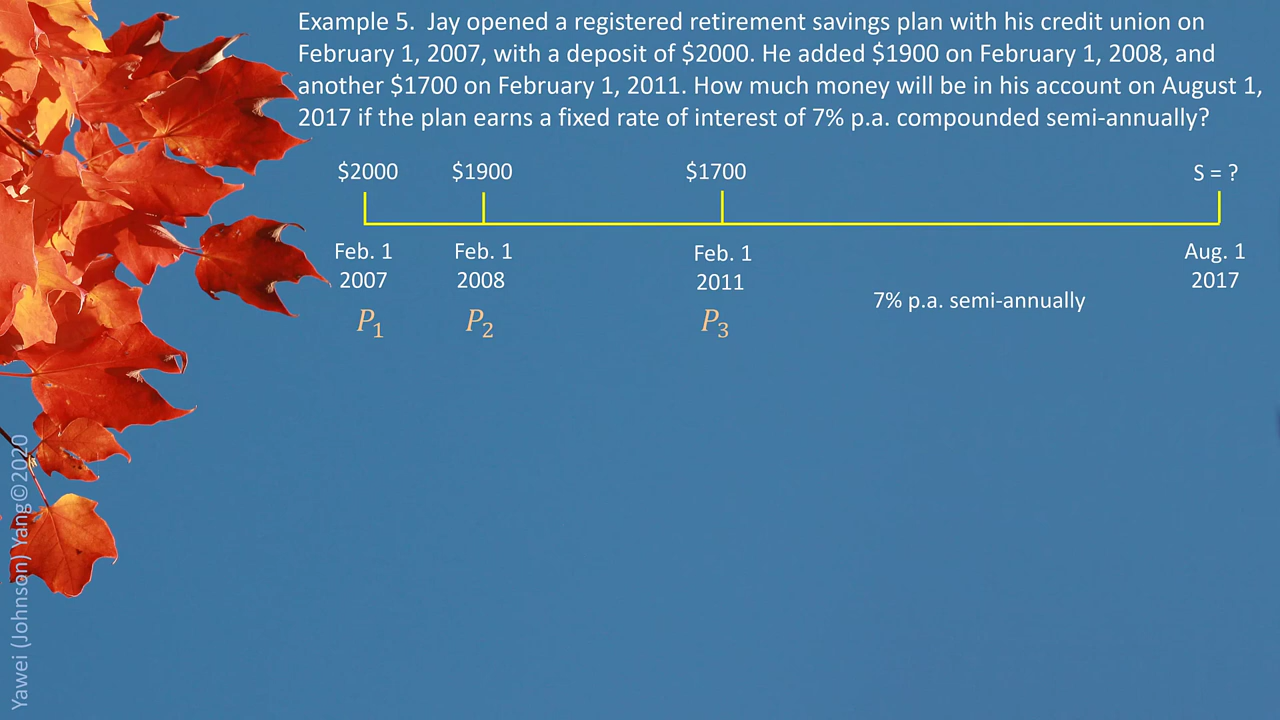 Example 5.  Jay opened a registered retirement savings plan with his credit union on
February 1, 2007, with a deposit of $2000. He added $1900 on February 1, 2008, and
another $1700 on February 1, 2011. How much money will be in his account on August 1,
2017 if the plan earns a fixed rate of interest of 7% p.a. compounded semi-annually?
$2000 $1900 $1700 S = ?
Feb. 1 Feb. 1 Feb. 1 Aug. 1
2007 2008 2011 2017
7% p.a. semi-annually
P₁ P₂ P₃
Yawei (Johnson) Yang©2020